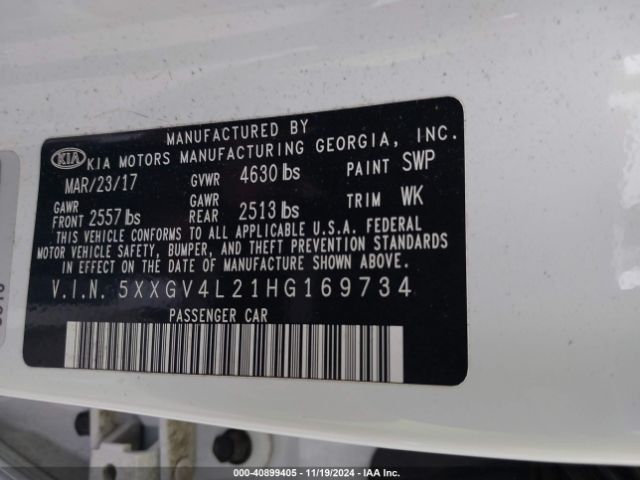 MANUFACTURED BY
KIA KIA MOTORS MANUFACTURING GEORGIA, INC.
MAR/23/17 GVWR 4630 lbs PAINT SWP
GAWR FRONT 2557 lbs GAWR REAR 2513 lbs TRIM WK
THIS VEHICLE CONFORMS TO ALL APPLICABLE U.S.A. FEDERAL
MOTOR VEHICLE SAFETY, BUMPER, AND THEFT PREVENTION STANDARDS
IN EFFECT ON THE DATE OF MANUFACTURE SHOWN ABOVE.
V.I.N. 5XXGV4L21HG169734
PASSENGER CAR
000-40899405 - 11/19/2024 - IAA Inc.